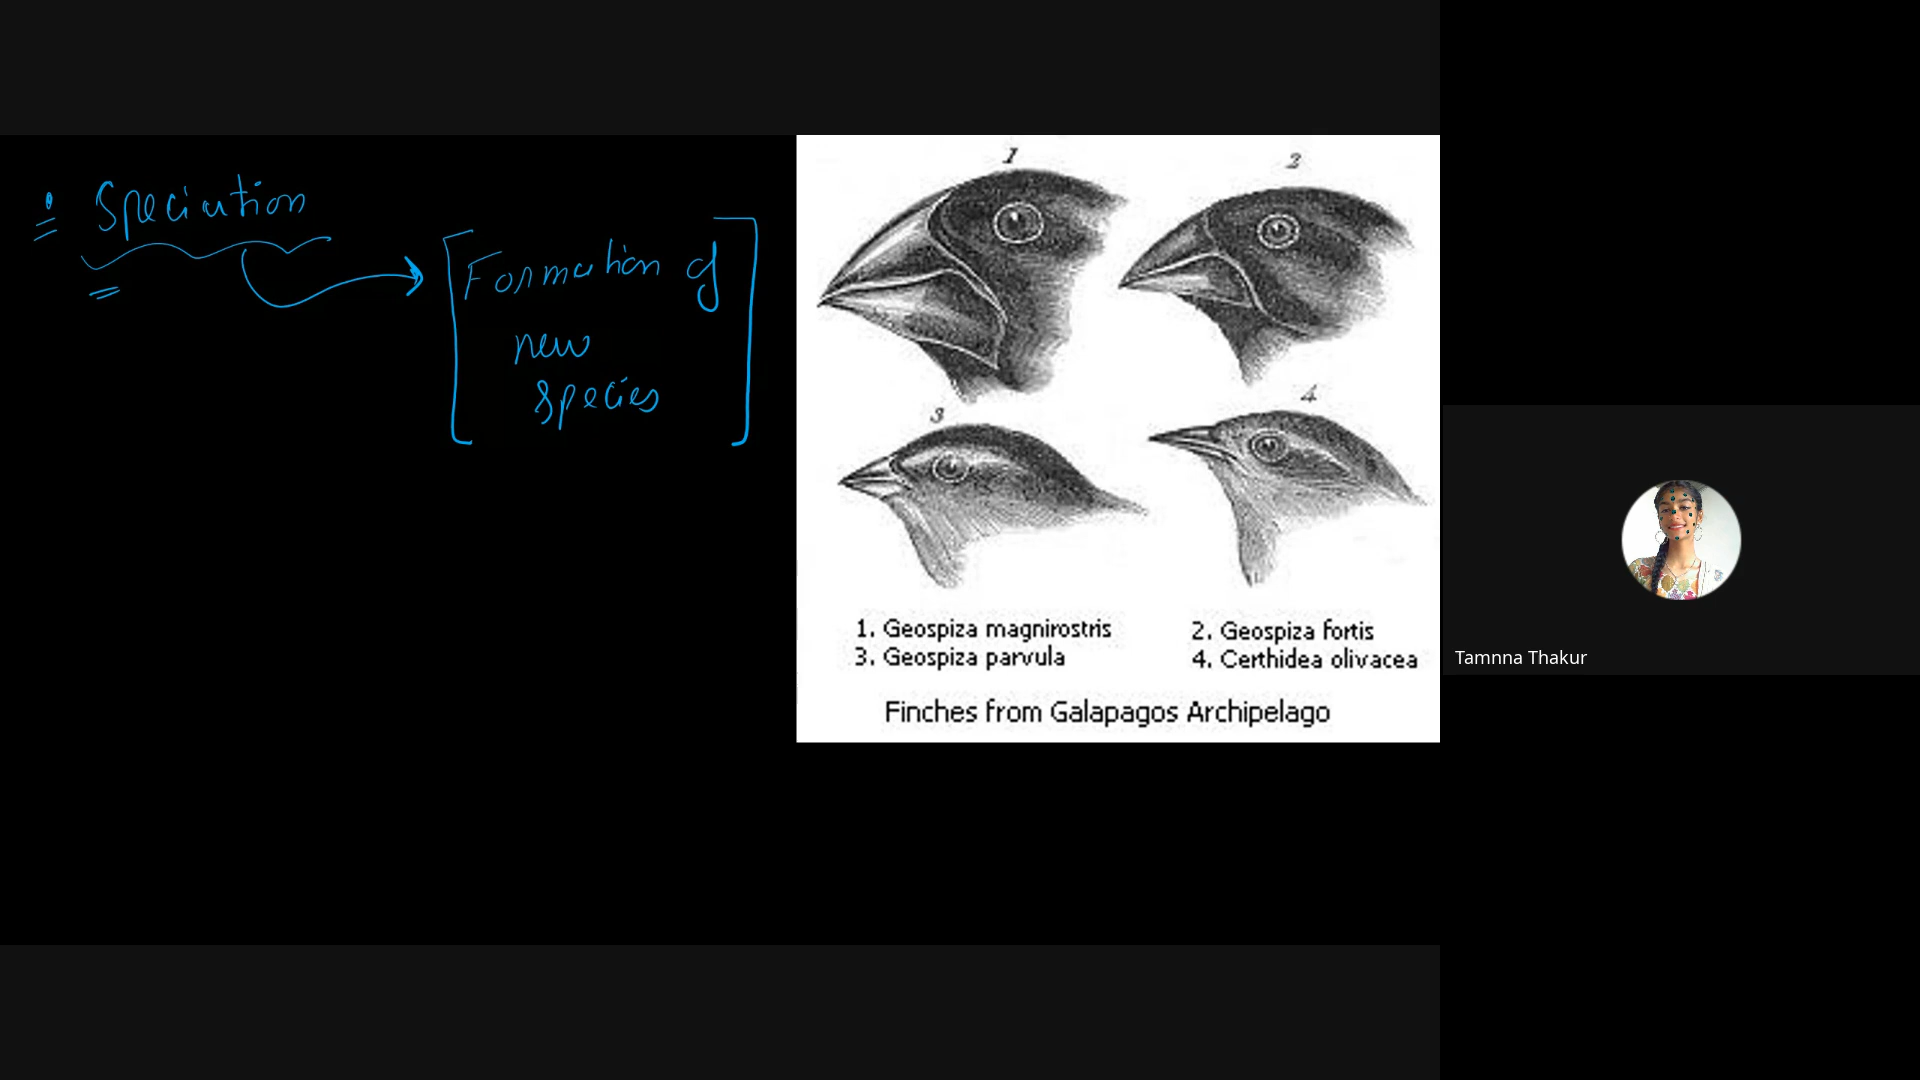 Speciation
Formation of
new
species
1
2
3
4
1. Geospiza magnirostris
2. Geospiza fortis
3. Geospiza parvula
4. Certhidea olivacea
Finches from Galapagos Archipelago
Tamnna Thakur